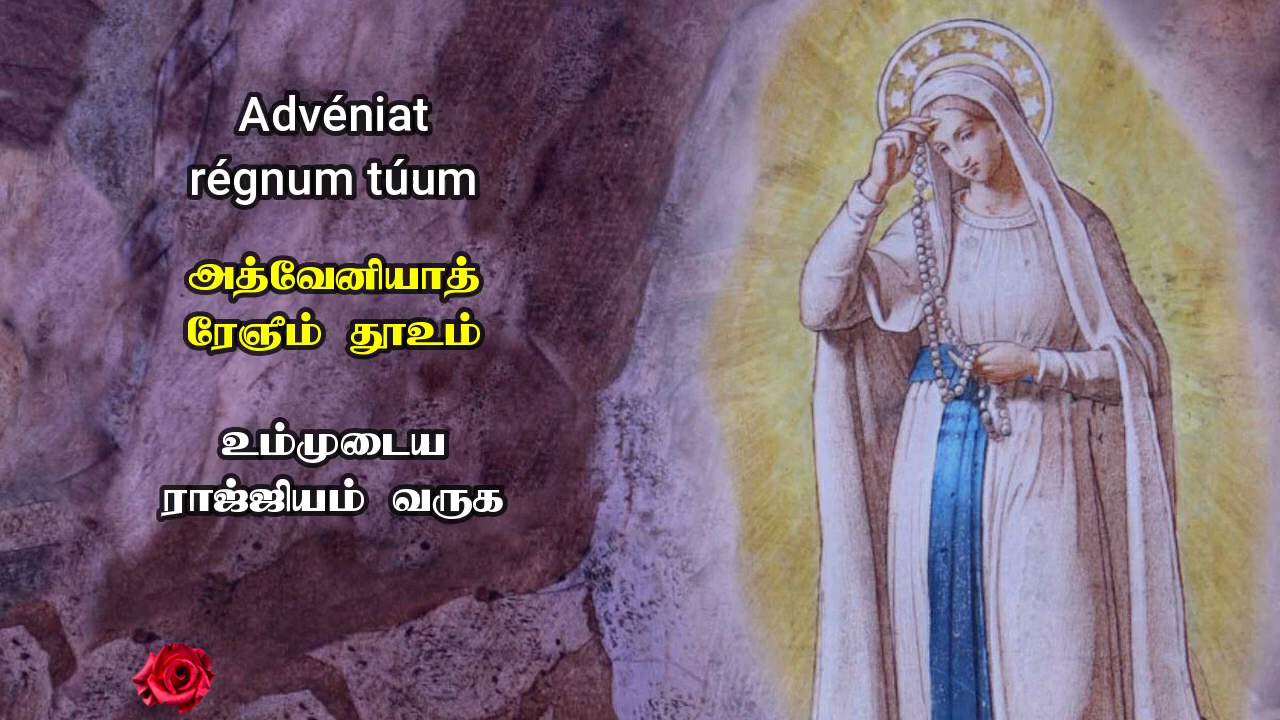 Advéniat
régnum túum
அத்வேனியாத்
ரேஞீம் தூஉம்
உம்முடைய
ராஜ்ஜியம் வருக